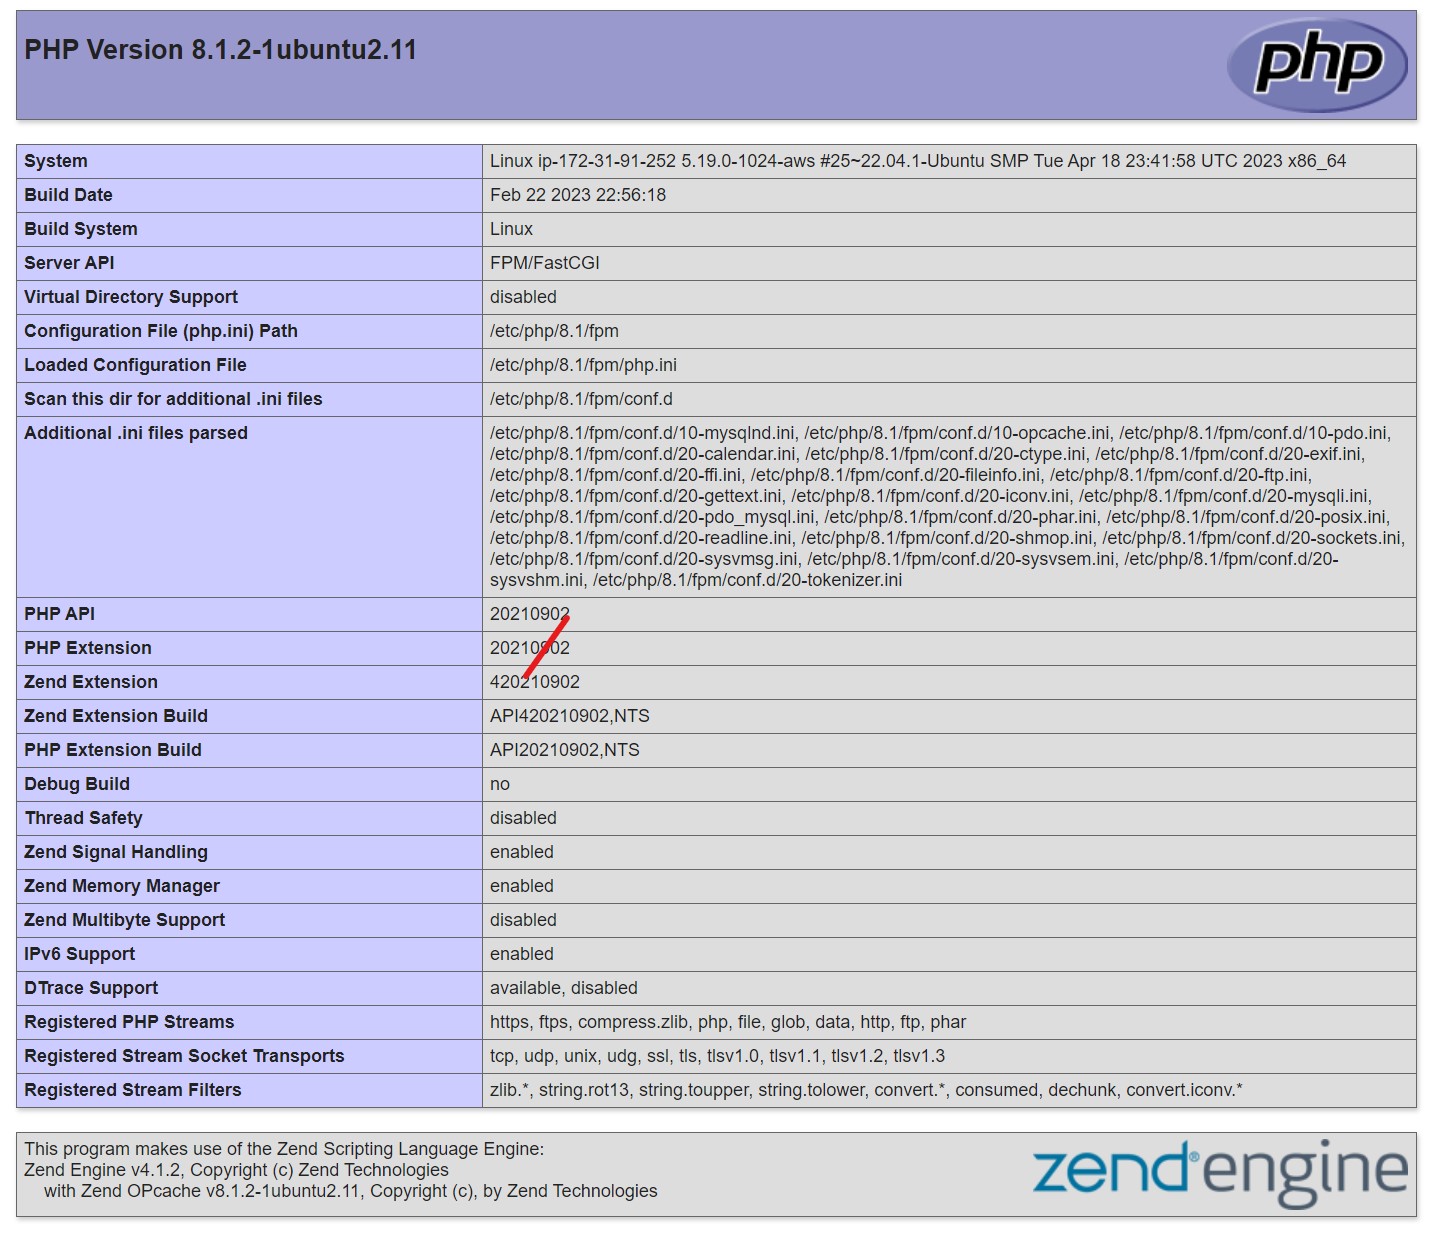 PHP Version 8.1.2-1ubuntu2.11
php
System Linux ip-172-31-91-252 5.19.0-1024-aws #25~22.04.1-Ubuntu SMP Tue Apr 18 23:41:58 UTC 2023 x86_64
Build Date Feb 22 2023 22:56:18
Build System Linux
Server API FPM/FastCGI
Virtual Directory Support disabled
Configuration File (php.ini) Path /etc/php/8.1/fpm
Loaded Configuration File /etc/php/8.1/fpm/php.ini
Scan this dir for additional .ini files /etc/php/8.1/fpm/conf.d
Additional .ini files parsed /etc/php/8.1/fpm/conf.d/10-mysqlnd.ini, /etc/php/8.1/fpm/conf.d/10-opcache.ini, /etc/php/8.1/fpm/conf.d/10-pdo.ini,
/etc/php/8.1/fpm/conf.d/20-calendar.ini, /etc/php/8.1/fpm/conf.d/20-ctype.ini, /etc/php/8.1/fpm/conf.d/20-exif.ini,
/etc/php/8.1/fpm/conf.d/20-ffi.ini, /etc/php/8.1/fpm/conf.d/20-fileinfo.ini, /etc/php/8.1/fpm/conf.d/20-ftp.ini,
/etc/php/8.1/fpm/conf.d/20-gettext.ini, /etc/php/8.1/fpm/conf.d/20-iconv.ini, /etc/php/8.1/fpm/conf.d/20-mysqli.ini,
/etc/php/8.1/fpm/conf.d/20-pdo_mysql.ini, /etc/php/8.1/fpm/conf.d/20-phar.ini, /etc/php/8.1/fpm/conf.d/20-posix.ini,
/etc/php/8.1/fpm/conf.d/20-readline.ini, /etc/php/8.1/fpm/conf.d/20-shmop.ini, /etc/php/8.1/fpm/conf.d/20-sockets.ini,
/etc/php/8.1/fpm/conf.d/20-sysvmsg.ini, /etc/php/8.1/fpm/conf.d/20-sysvsem.ini, /etc/php/8.1/fpm/conf.d/20-
sysvshm.ini, /etc/php/8.1/fpm/conf.d/20-tokenizer.ini
PHP API 20210902
PHP Extension 20210902
Zend Extension 420210902
Zend Extension Build API420210902,NTS
PHP Extension Build API20210902,NTS
Debug Build no
Thread Safety disabled
Zend Signal Handling enabled
Zend Memory Manager enabled
Zend Multibyte Support disabled
IPv6 Support enabled
DTrace Support available, disabled
Registered PHP Streams https, ftps, compress.zlib, php, file, glob, data, http, ftp, phar
Registered Stream Socket Transports tcp, udp, unix, udg, ssl, tls, tlsv1.0, tlsv1.1, tlsv1.2, tlsv1.3
Registered Stream Filters zlib.*, string.rot13, string.toupper, string.tolower, convert.*, consumed, dechunk, convert.iconv.*
This program makes use of the Zend Scripting Language Engine:
Zend Engine v4.1.2, Copyright (c) Zend Technologies
with Zend OPcache v8.1.2-1ubuntu2.11, Copyright (c), by Zend Technologies
zend® engine